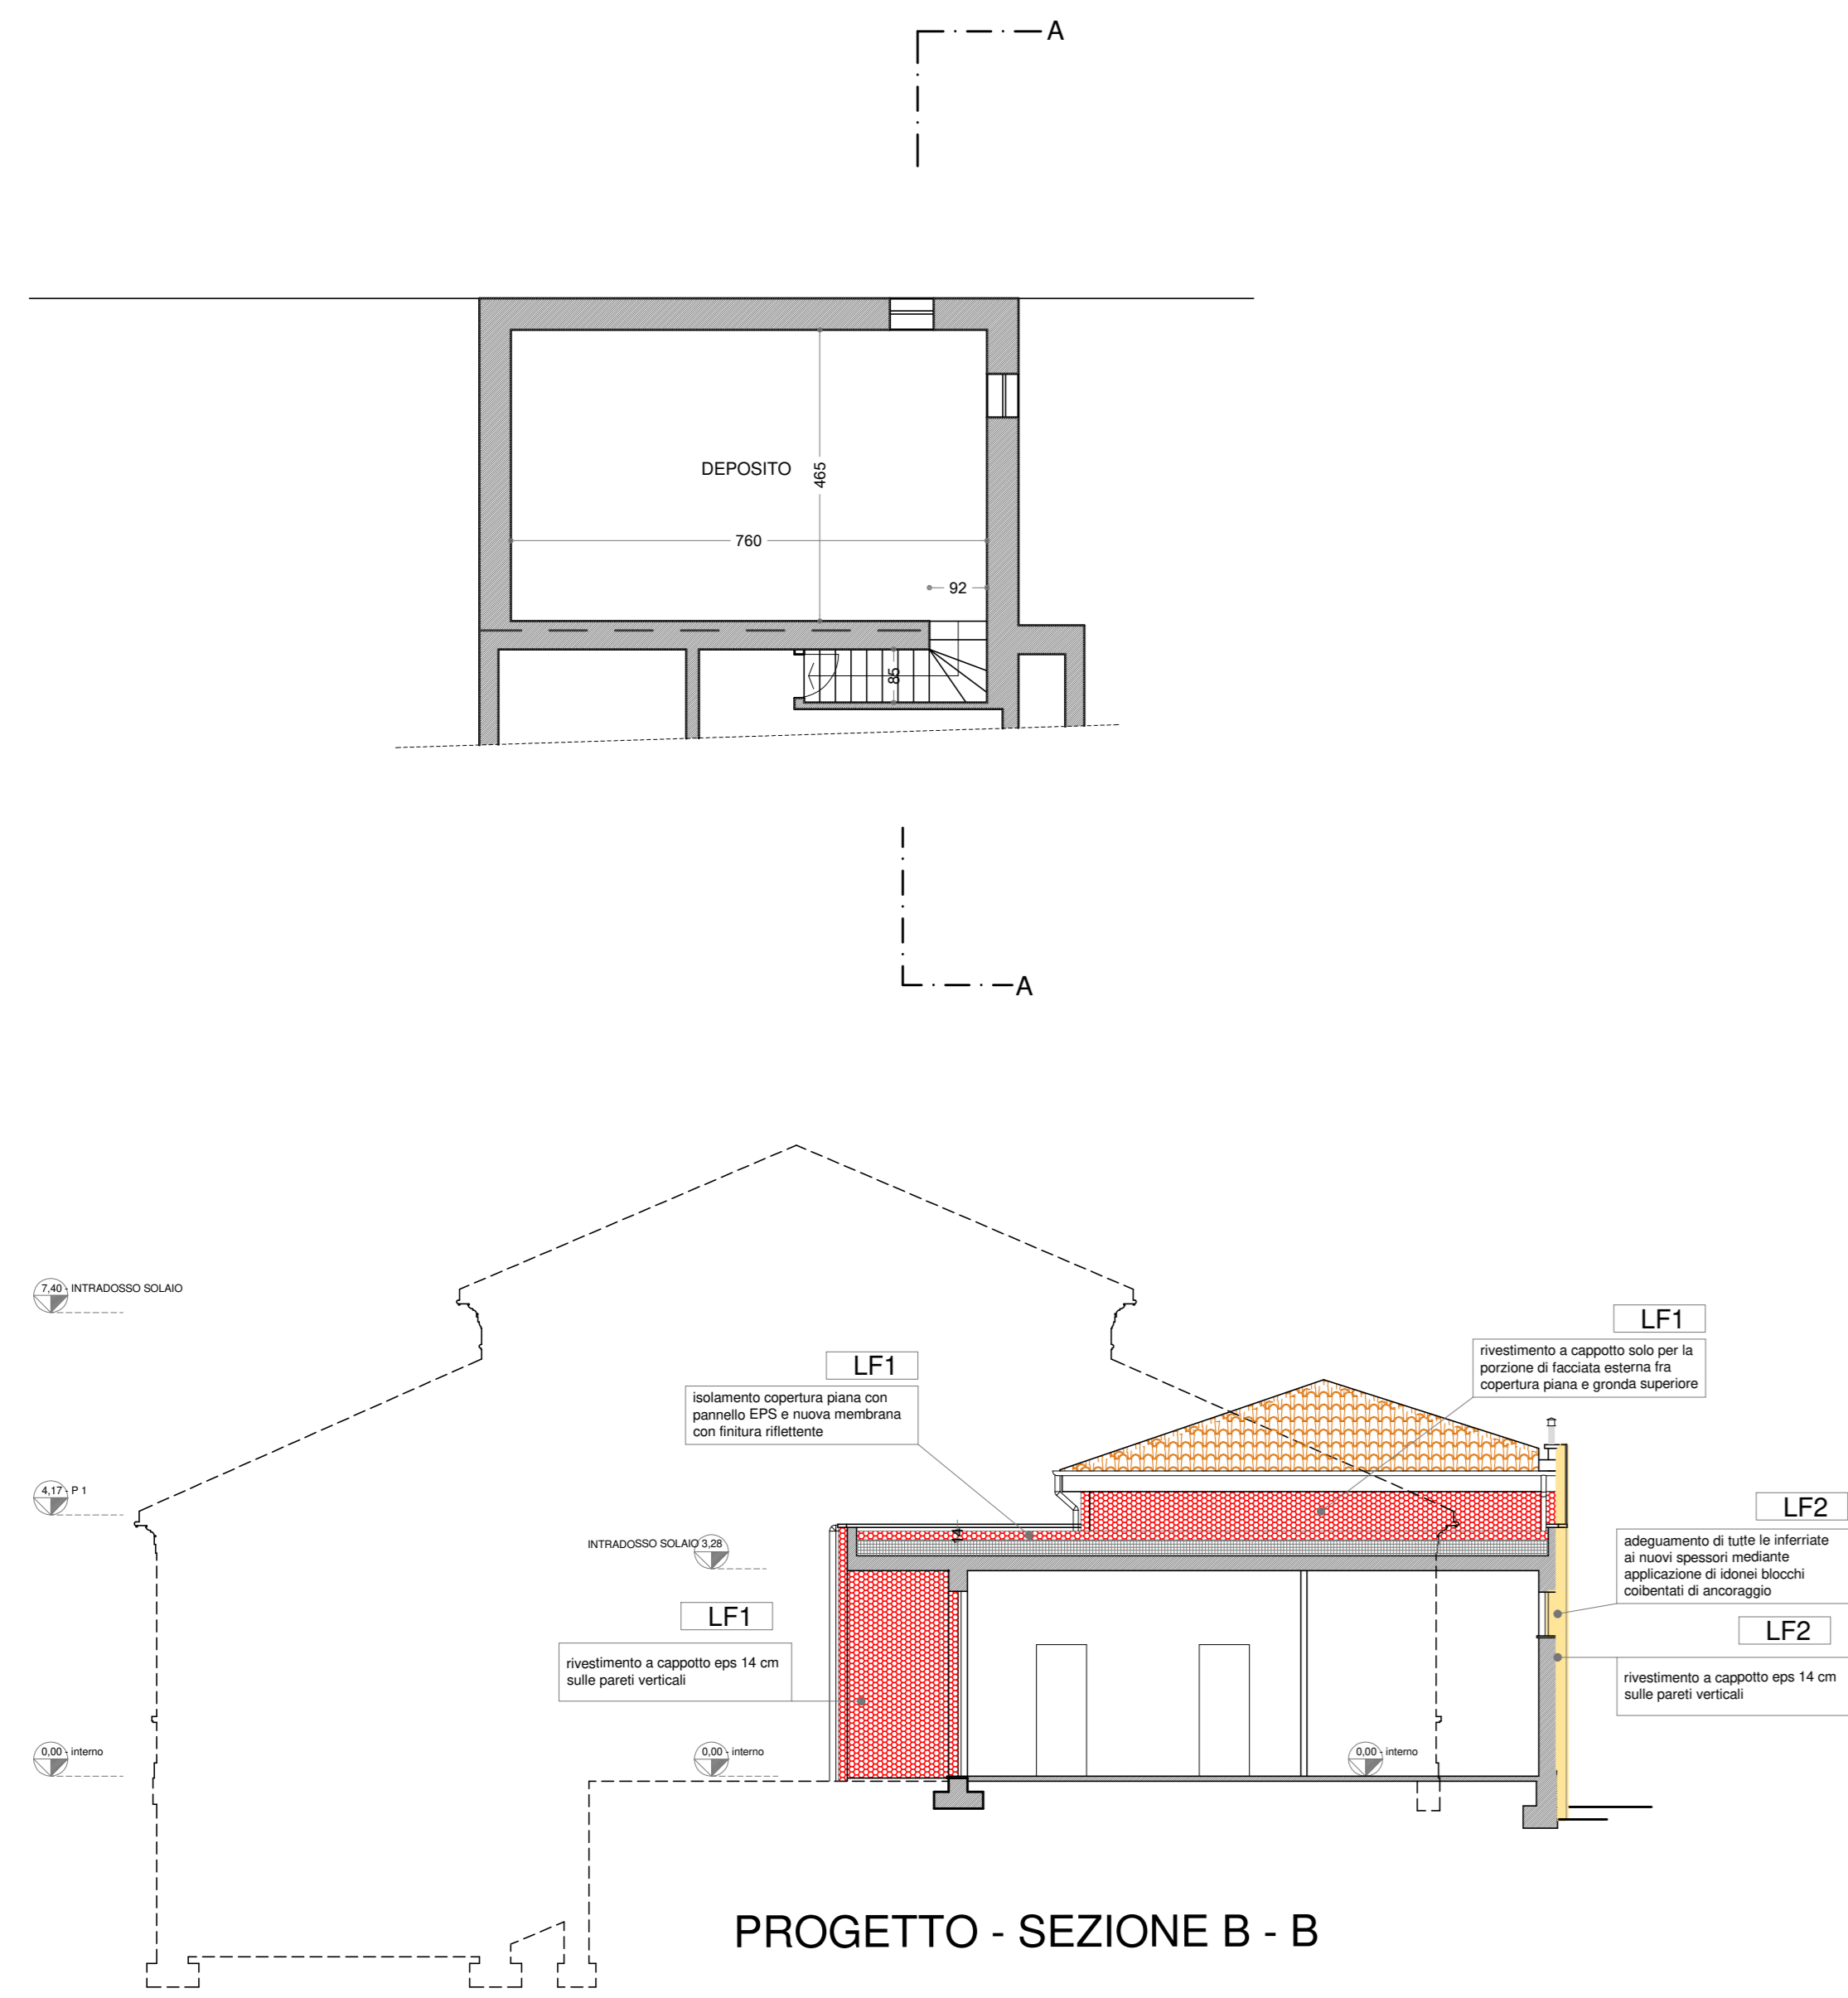 A
DEPOSITO
465
760
92
85
A
7,40 - INTRADOSSO SOLAIO
LF1
LF1
rivestimento a cappotto solo per la
porzione di facciata esterna fra
copertura piana e gronda superiore
isolamento copertura piana con
pannello EPS e nuova membrana
con finitura riflettente
4,17 - P 1
LF2
14
INTRADOSSO SOLAIO 3,28
adeguamento di tutte le inferriate
ai nuovi spessori mediante
applicazione di idonei blocchi
coibentati di ancoraggio
LF1
LF2
rivestimento a cappotto eps 14 cm
sulle pareti verticali
rivestimento a cappotto eps 14 cm
sulle pareti verticali
0,00 - interno
0,00 - interno
0,00 - interno
PROGETTO - SEZIONE B - B